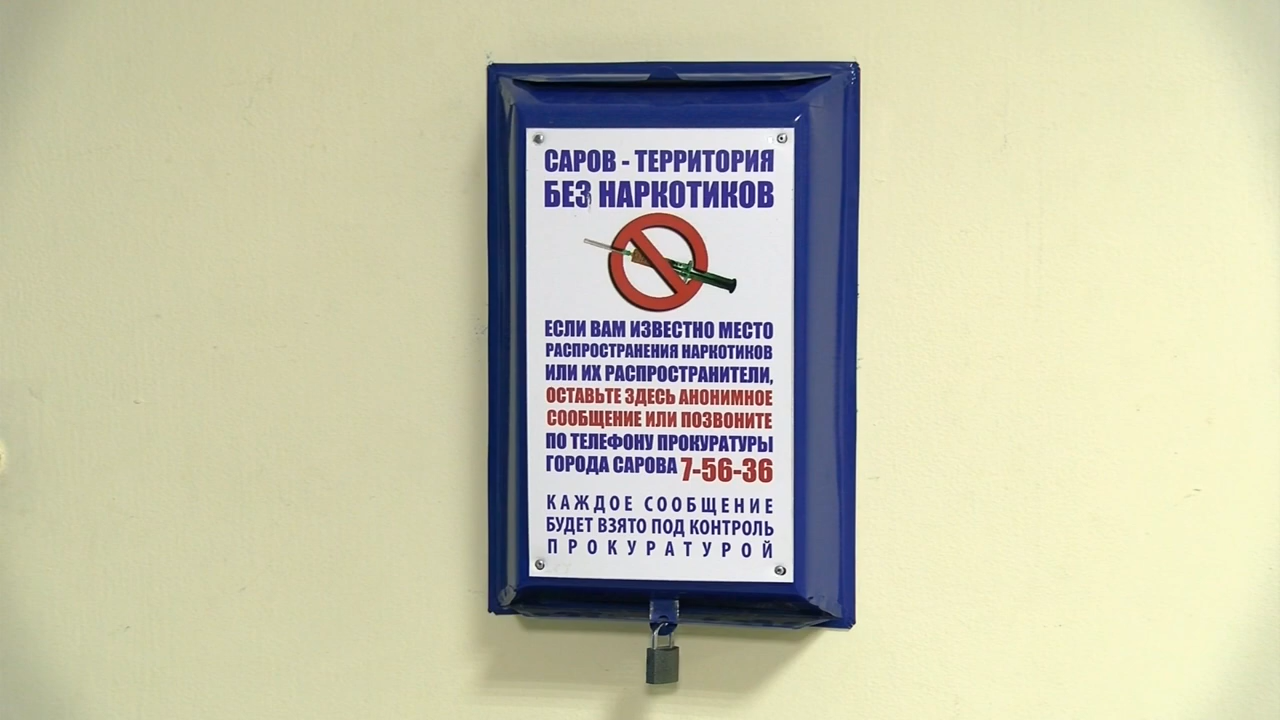 САРОВ - ТЕРРИТОРИЯ
БЕЗ НАРКОТИКОВ
ЕСЛИ ВАМ ИЗВЕСТНО МЕСТО
РАСПРОСТРАНЕНИЯ НАРКОТИКОВ
ИЛИ ИХ РАСПРОСТРАНИТЕЛИ,
ОСТАВЬТЕ ЗДЕСЬ АНОНИМНОЕ
СООБЩЕНИЕ ИЛИ ПОЗВОНИТЕ
ПО ТЕЛЕФОНУ ПРОКУРАТУРЫ
ГОРОДА САРОВА 7-56-36
КАЖДОЕ СООБЩЕНИЕ
БУДЕТ ВЗЯТО ПОД КОНТРОЛЬ
ПРОКУРАТУРОЙ